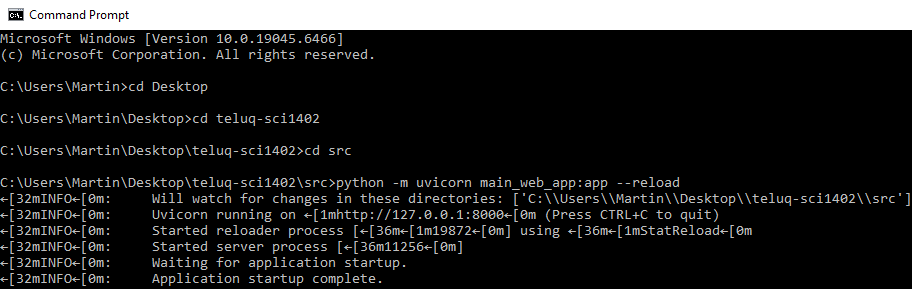 Command Prompt
Microsoft Windows [Version 10.0.19045.6466]
(c) Microsoft Corporation. All rights reserved.
C:\Users\Martin>cd Desktop
C:\Users\Martin\Desktop>cd teluq-sci1402
C:\Users\Martin\Desktop\teluq-sci1402>cd src
C:\Users\Martin\Desktop\teluq-sci1402\src>python -m uvicorn main_web_app:app --reload
←[32mINFO←[0m:     Will watch for changes in these directories: ['C:\\Users\\Martin\\Desktop\\teluq-sci1402\\src']
←[32mINFO←[0m:     Uvicorn running on ←[1mhttp://127.0.0.1:8000←[0m (Press CTRL+C to quit)
←[32mINFO←[0m:     Started reloader process [←[36m←[1m19872←[0m] using ←[36m←[1mStatReload←[0m
←[32mINFO←[0m:     Started server process [←[36m11256←[0m]
←[32mINFO←[0m:     Waiting for application startup.
←[32mINFO←[0m:     Application startup complete.